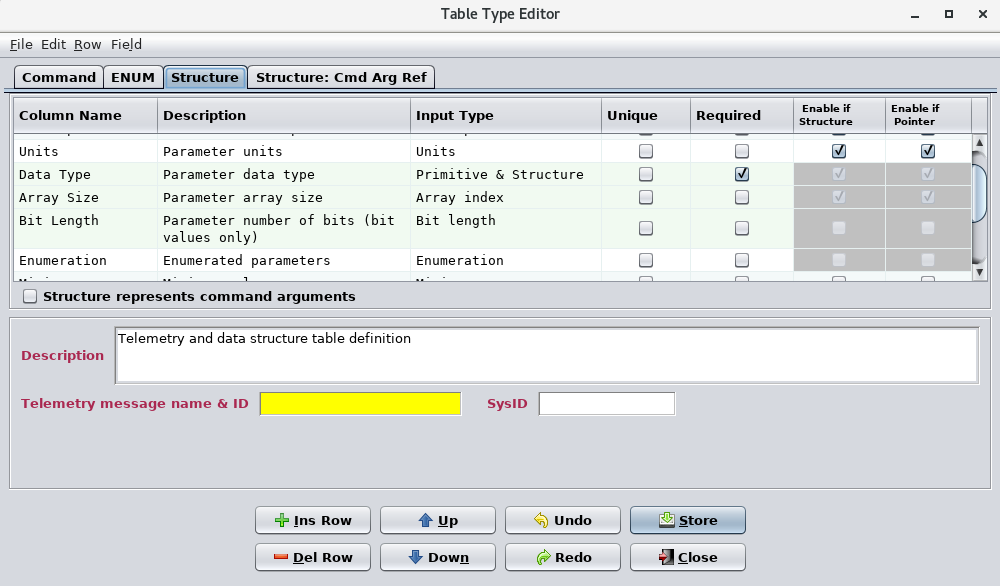 Table Type Editor
File Edit Row Field
Command ENUM Structure Structure: Cmd Arg Ref
Column Name Description Input Type Unique Required Enable if Structure Enable if Pointer
Units Parameter units Units
Data Type Parameter data type Primitive & Structure
Array Size Parameter array size Array index
Bit Length Parameter number of bits (bit Bit length
values only)
Enumeration Enumerated parameters Enumeration
Structure represents command arguments
Description Telemetry and data structure table definition
Telemetry message name & ID SysID
Ins Row Up Undo Store
Del Row Down Redo Close